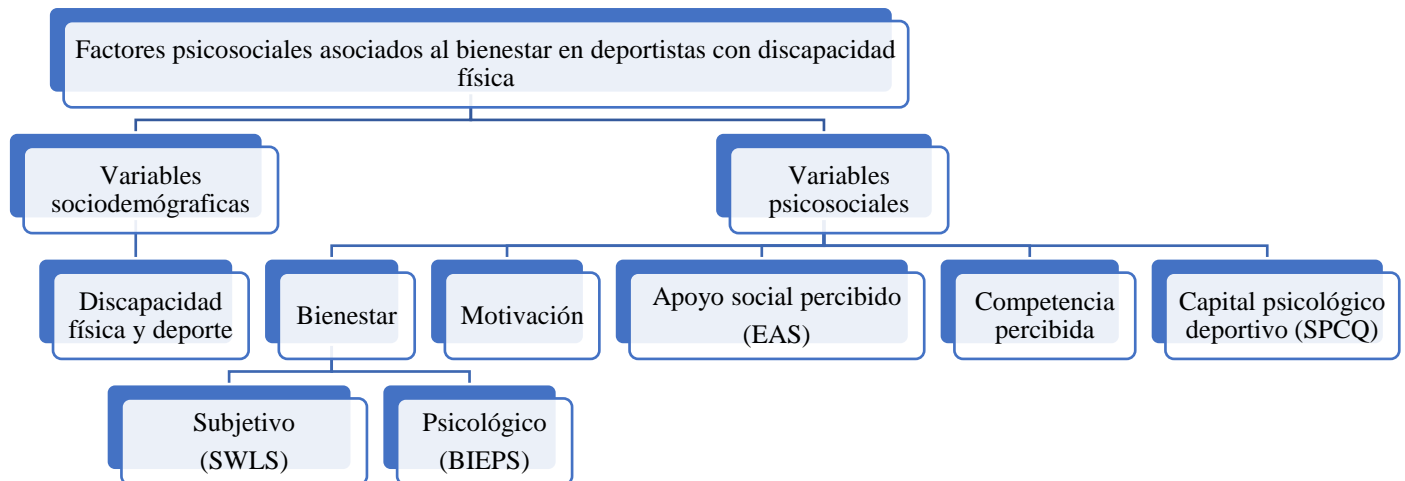 Factores psicosociales asociados al bienestar en deportistas con discapacidad
física
Variables
sociodemógraficas
Variables
psicosociales
Discapacidad
física y deporte
Bienestar
Motivación
Apoyo social percibido
(EAS)
Competencia
percibida
Capital psicológico
deportivo (SPCQ)
Subjetivo
(SWLS)
Psicológico
(BIEPS)